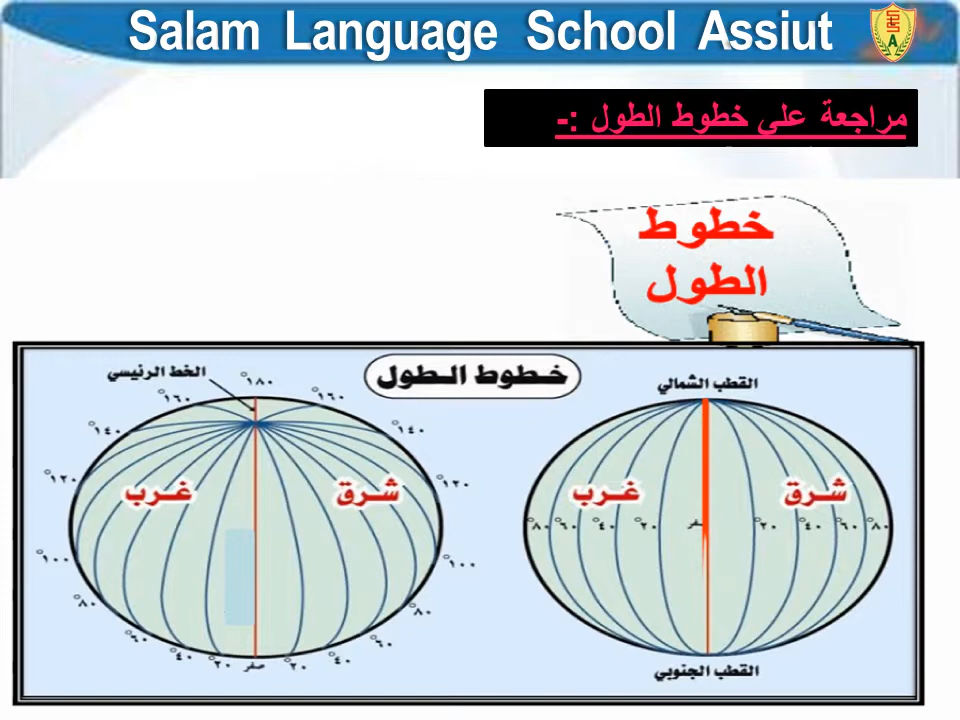 Salam Language School Assiut
مراجعة على خطوط الطول :-
خطوط
الطول
خطوط الطول
الخط الرئيسي
°١٨٠
°١٦٠
°١٦٠
°١٤٠
°١٤٠
°١٢٠
°١٢٠
غرب
شرق
°١٠٠
°١٠٠
°٨٠
°٨٠
°٦٠
°٦٠
°٤٠
°٤٠
°٢٠
صفر
°٢٠
القطب الشمالي
غرب
شرق
°٨٠ °٦٠ °٤٠ °٢٠ صفر °٢٠ °٤٠ °٦٠ °٨٠
القطب الجنوبي